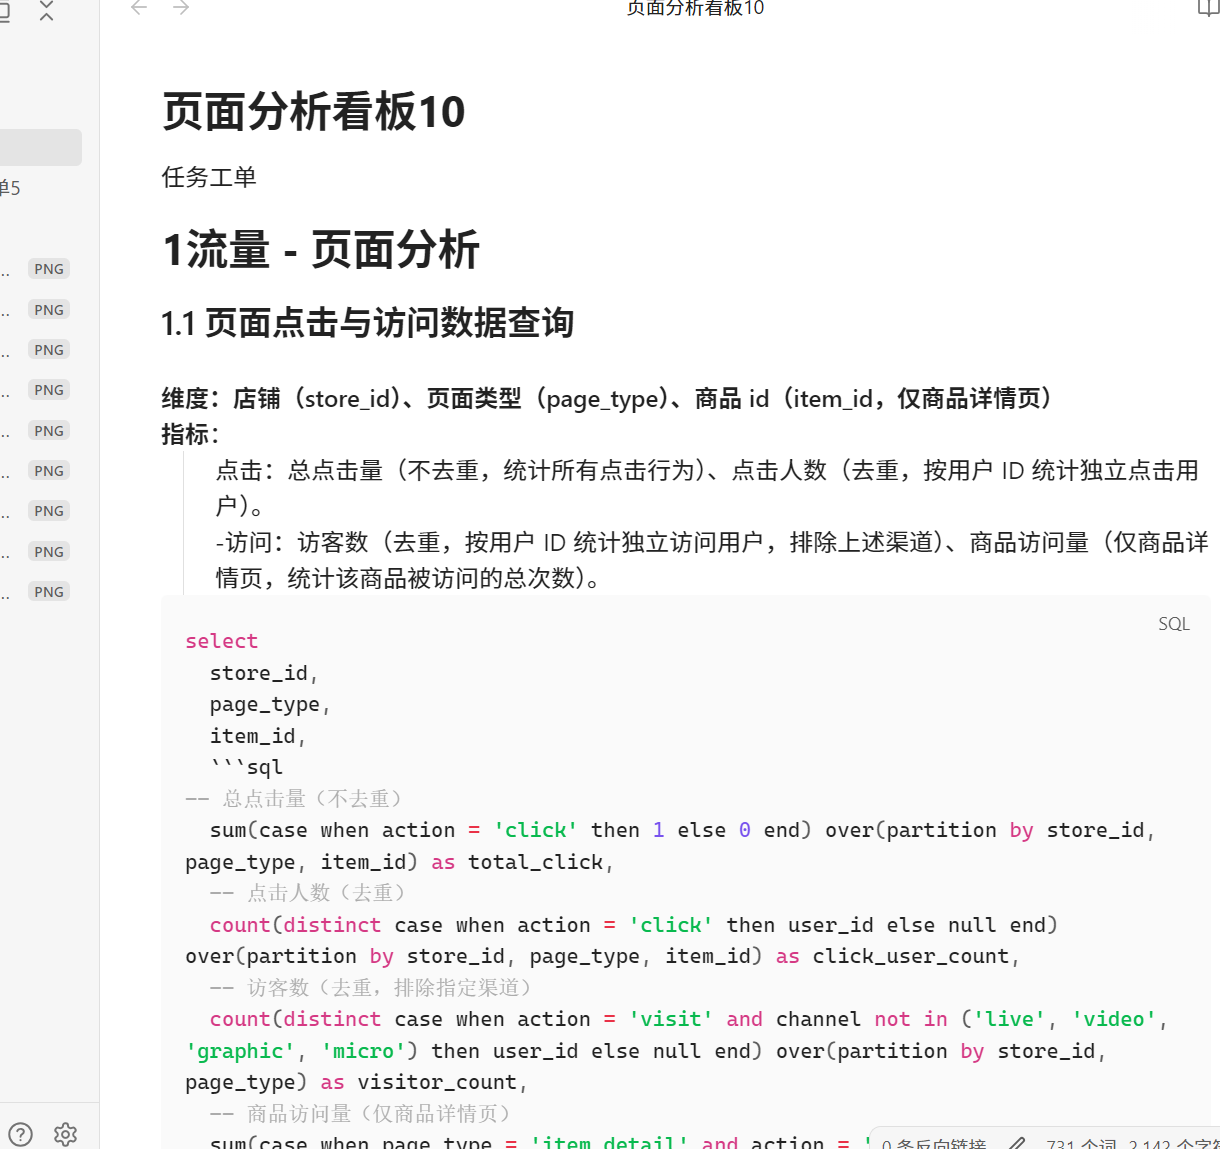 页面分析看板10
单5
PNG
PNG
PNG
PNG
PNG
PNG
PNG
PNG
PNG
页面分析看板10
任务工单
1流量 - 页面分析
1.1 页面点击与访问数据查询
维度：店铺（store_id）、页面类型（page_type）、商品 id（item_id，仅商品详情页）
指标：
点击：总点击量（不去重，统计所有点击行为）、点击人数（去重，按用户 ID 统计独立点击用
户）。
-访问：访客数（去重，按用户 ID 统计独立访问用户，排除上述渠道）、商品访问量（仅商品详
情页，统计该商品被访问的总次数）。
SQL
select
  store_id,
  page_type,
  item_id,
  ```sql
-- 总点击量（不去重）
  sum(case when action = 'click' then 1 else 0 end) over(partition by store_id,
page_type, item_id) as total_click,
  -- 点击人数（去重）
  count(distinct case when action = 'click' then user_id else null end)
over(partition by store_id, page_type, item_id) as click_user_count,
  -- 访客数（去重，排除指定渠道）
  count(distinct case when action = 'visit' and channel not in ('live', 'video',
'graphic', 'micro') then user_id else null end) over(partition by store_id,
page_type) as visitor_count,
  -- 商品访问量（仅商品详情页）
  sum(case when page_type = 'item_detail' and action = '
0 条反向链接 731 个词 2,142 个字符